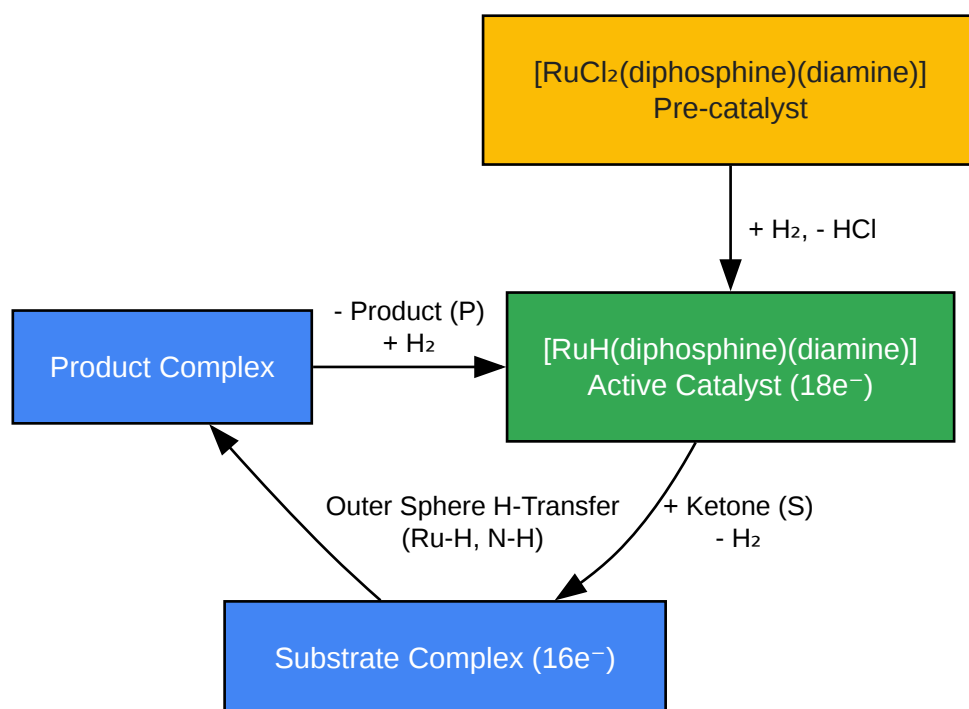 [RuCl₂(diphosphine)(diamine)]
Pre-catalyst
+ H₂, - HCl
- Product (P)
+ H₂
Product Complex
[RuH(diphosphine)(diamine)]
Active Catalyst (18e⁻)
Outer Sphere H-Transfer
(Ru-H, N-H)
+ Ketone (S)
- H₂
Substrate Complex (16e⁻)